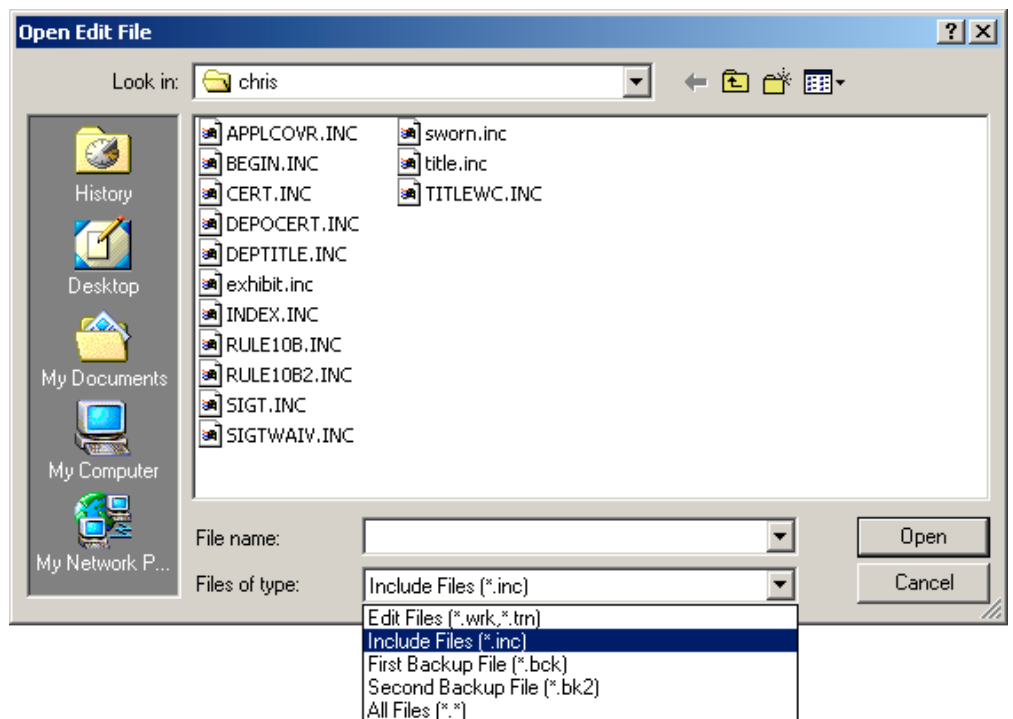 Open Edit File
Look in: chris
History
Desktop
My Documents
My Computer
My Network P...
APPLCOVR.INC
BEGIN.INC
CERT.INC
DEPOCERT.INC
DEPTITLE.INC
exhibit.inc
INDEX.INC
RULE10B.INC
RULE10B2.INC
SIGT.INC
SIGTWAIV.INC
sworn.inc
title.inc
TITLEWC.INC
File name:
Open
Files of type: Include Files (*.inc)
Cancel
Edit Files (*.wrk,*.trn)
Include Files (*.inc)
First Backup File (*.bck)
Second Backup File (*.bk2)
All Files (*.*)